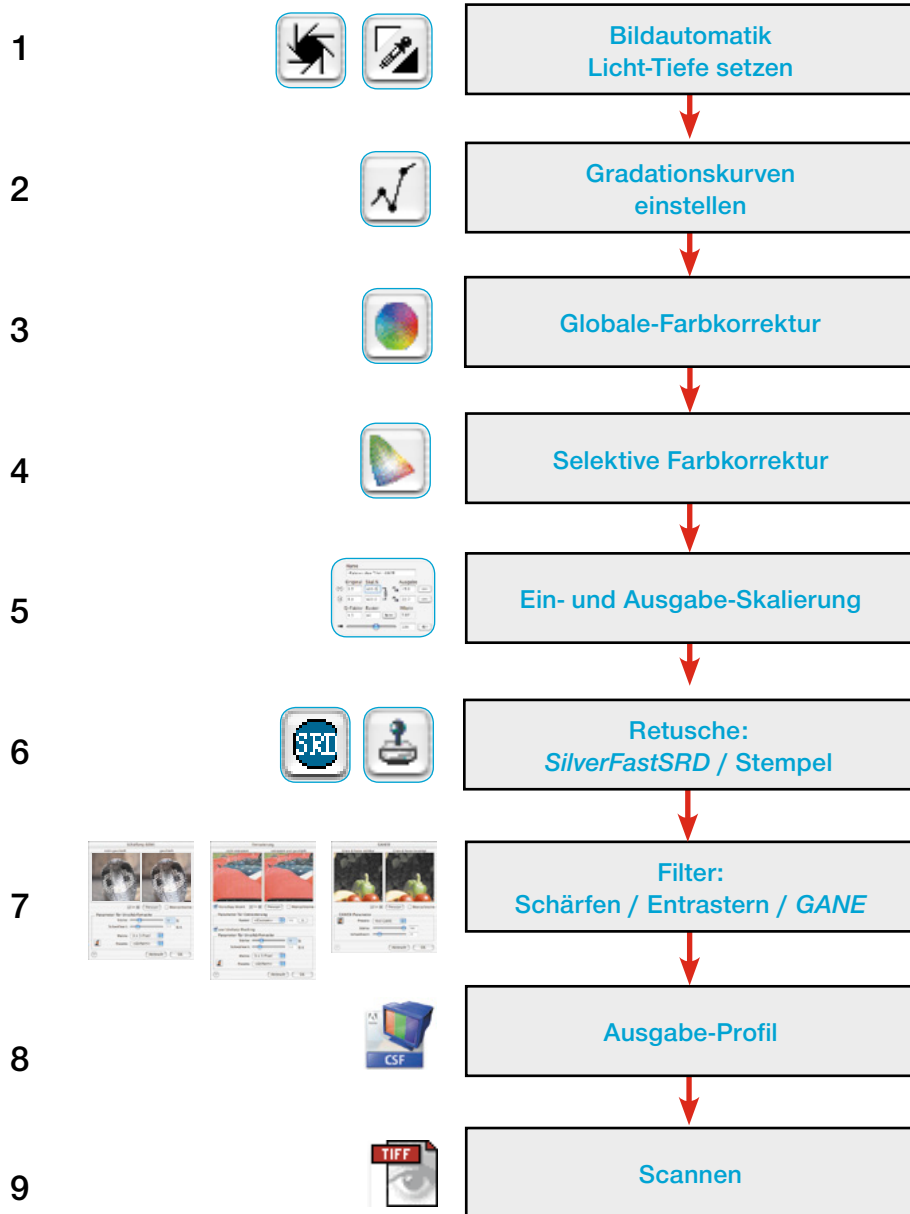 1
Bildautomatik
Licht-Tiefe setzen
2
Gradationskurven
einstellen
3
Globale-Farbkorrektur
4
Selektive Farbkorrektur
5
Ein- und Ausgabe-Skalierung
6
SRD
Retusche:
SilverFastSRD / Stempel
7
Filter:
Schärfen / Entrastern / GANE
8
CSF
Ausgabe-Profil
9
TIFF
Scannen